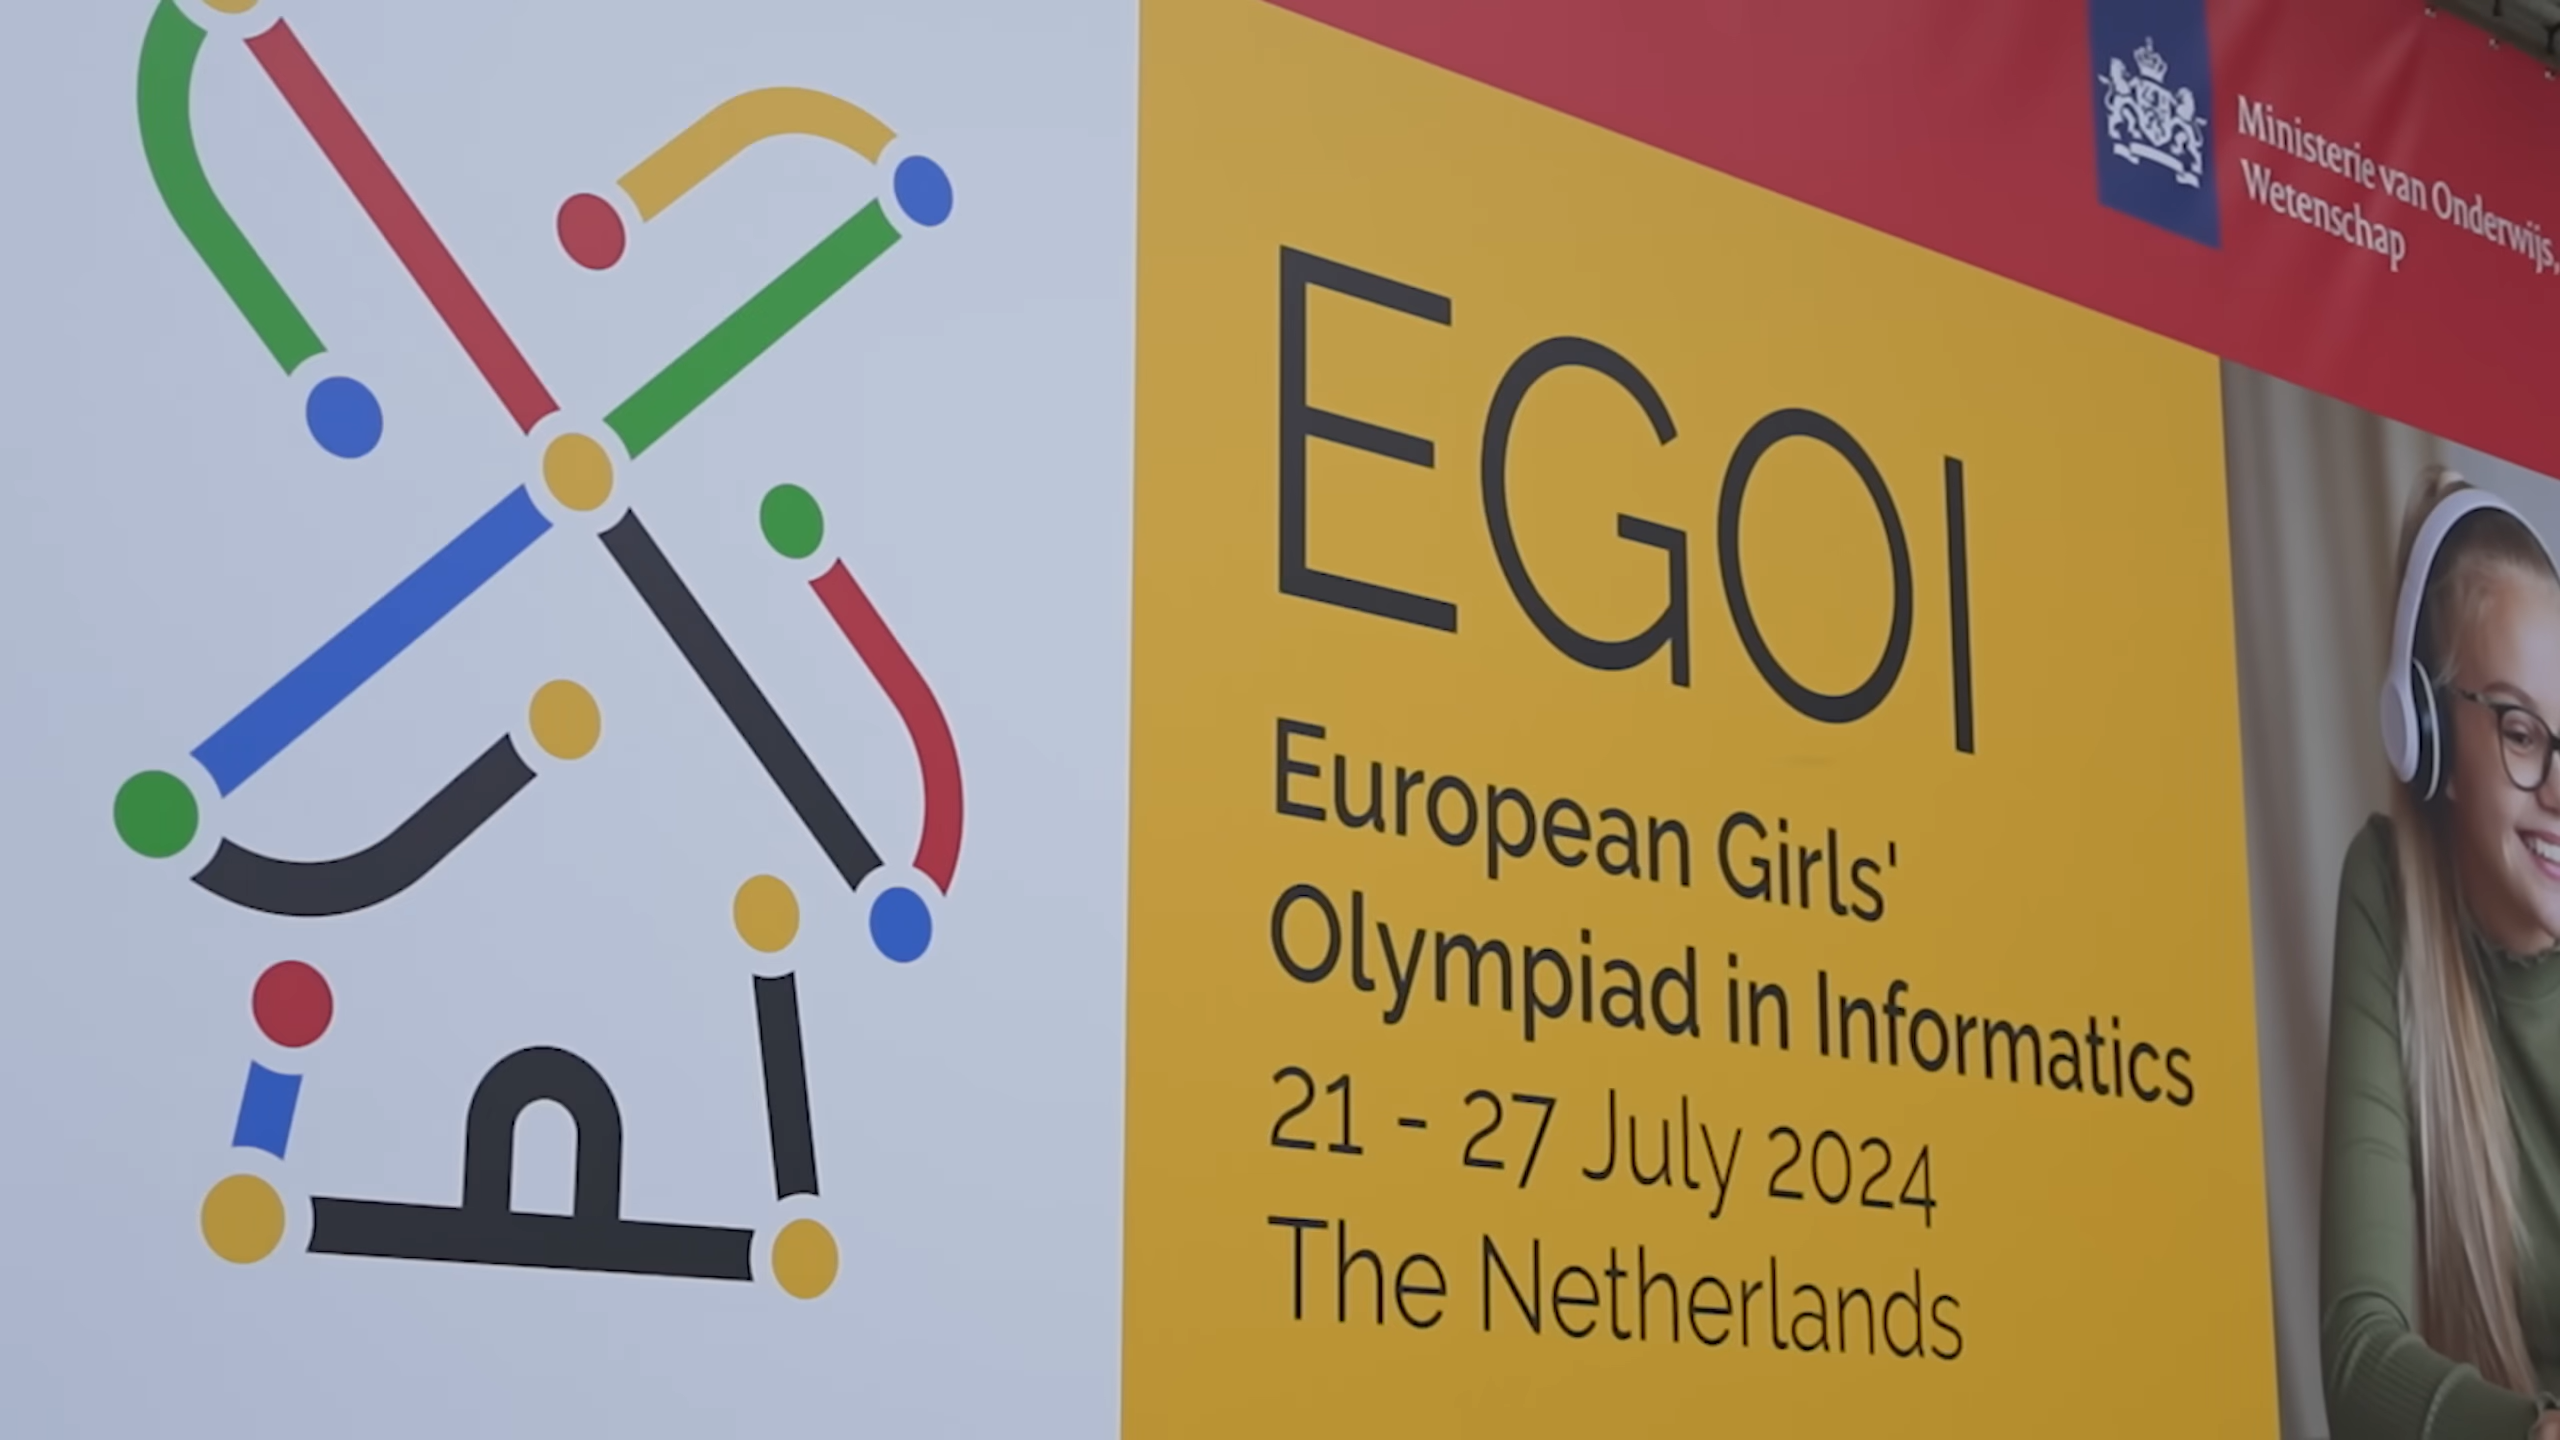 EGOI
European Girls'
Olympiad in Informatics
21 - 27 July 2024
The Netherlands
Ministerie van Onderwijs,
Wetenschap